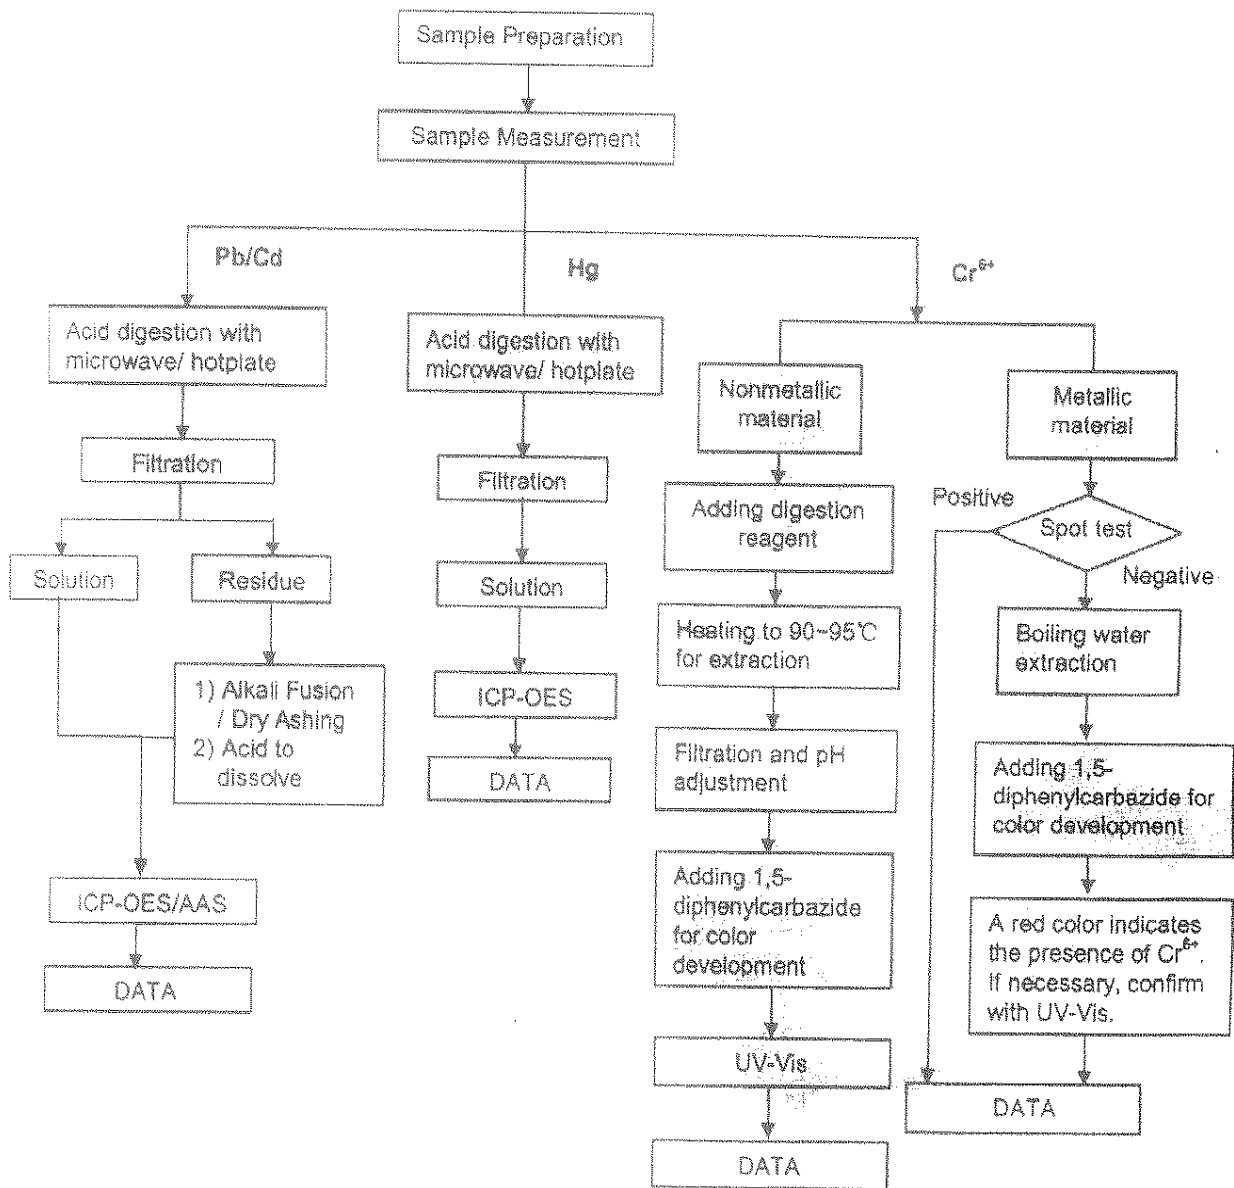 Sample Preparation
Sample Measurement
Pb/Cd
Hg
Cr⁶⁺
Acid digestion with
microwave/ hotplate
Filtration
Solution
Residue
1) Alkali Fusion
/ Dry Ashing
2) Acid to
dissolve
ICP-OES/AAS
DATA
Acid digestion with
microwave/ hotplate
Filtration
Solution
ICP-OES
DATA
Nonmetallic
material
Adding digestion
reagent
Heating to 90~95℃
for extraction
Filtration and pH
adjustment
Adding 1,5-
diphenylcarbazide
for color
development
UV-Vis
DATA
Metallic
material
Positive
Spot test
Negative
Boiling water
extraction
Adding 1,5-
diphenylcarbazide for
color development
A red color indicates
the presence of Cr⁶⁺.
If necessary, confirm
with UV-Vis.
DATA